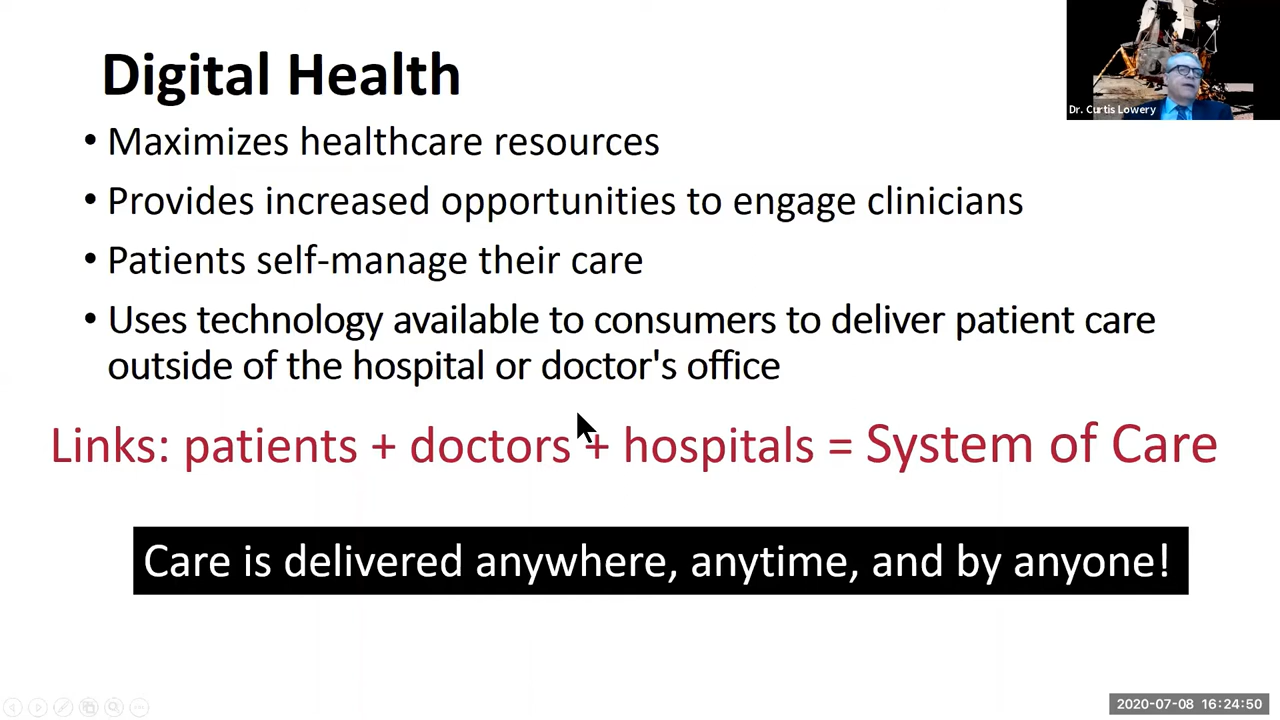 Digital Health
Dr. Curtis Lowery
• Maximizes healthcare resources
• Provides increased opportunities to engage clinicians
• Patients self-manage their care
• Uses technology available to consumers to deliver patient care
outside of the hospital or doctor's office
Links: patients + doctors + hospitals = System of Care
Care is delivered anywhere, anytime, and by anyone!
2020-07-08 16:24:50